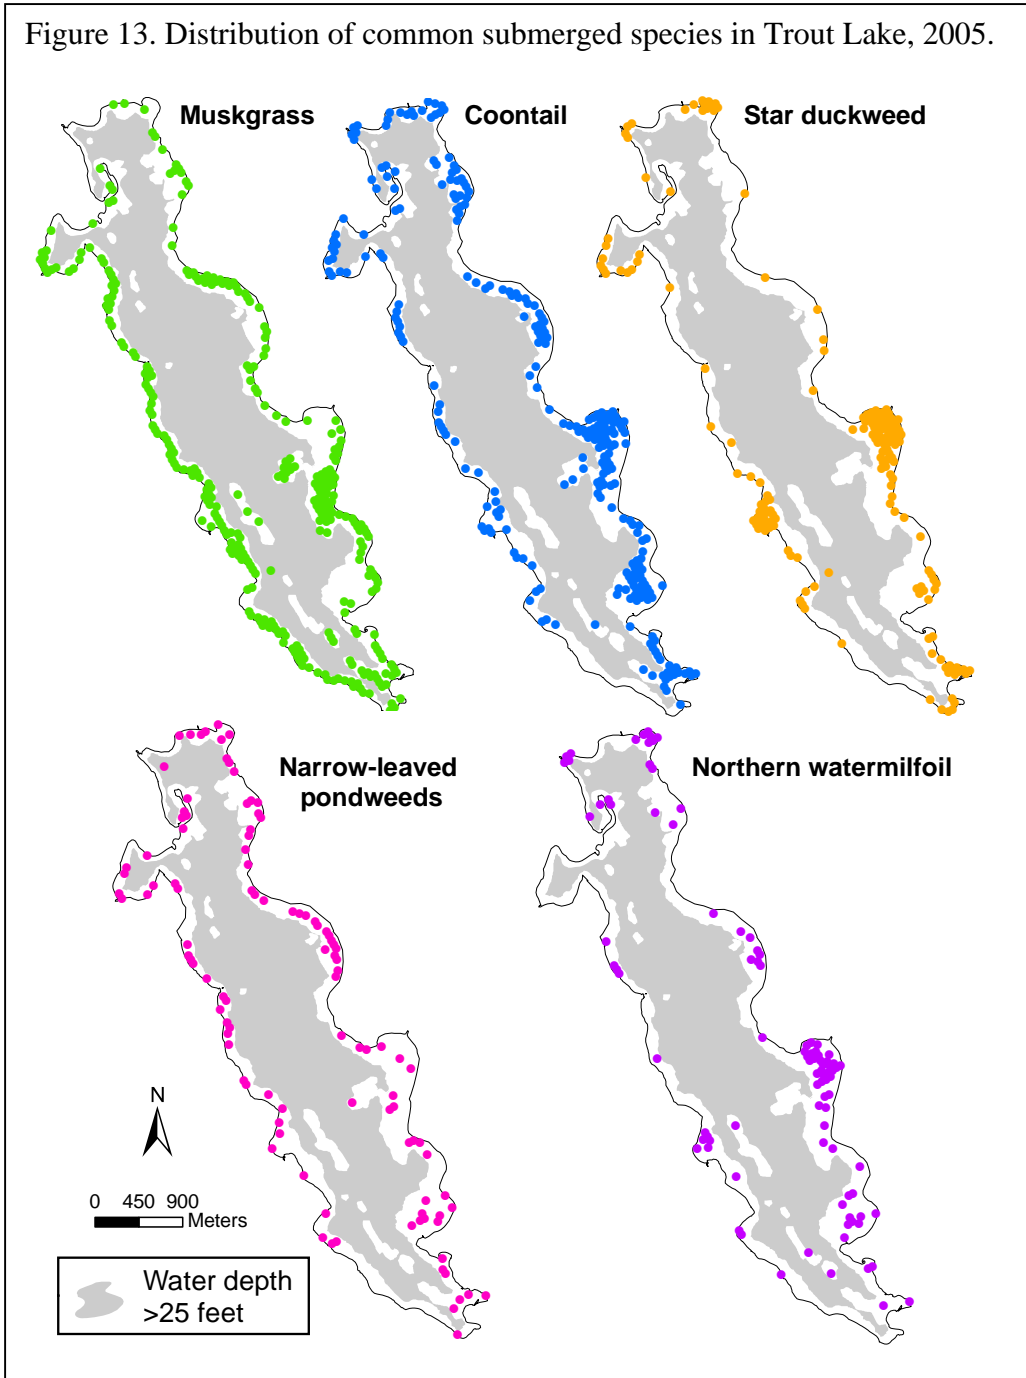 Figure 13. Distribution of common submerged species in Trout Lake, 2005.
Muskgrass
Coontail
Star duckweed
Narrow-leaved
pondweeds
Northern watermilfoil
N
0 450 900
Meters
Water depth
>25 feet